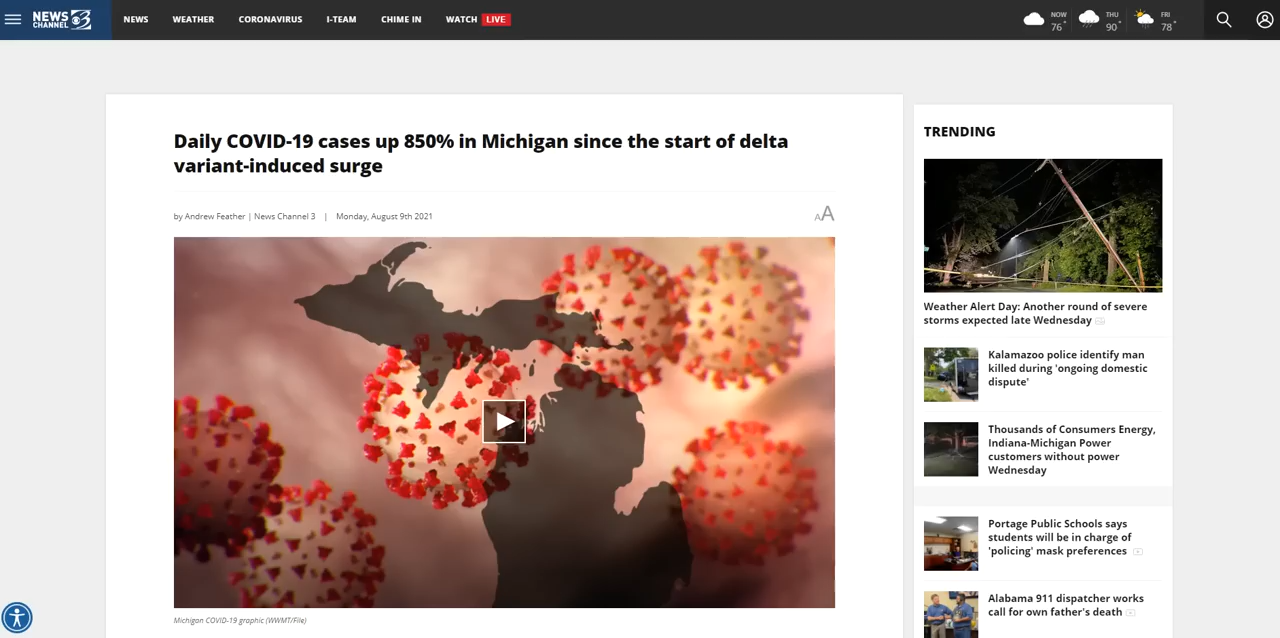 NEWS CHANNEL 3
NEWS
WEATHER
CORONAVIRUS
I-TEAM
CHIME IN
WATCH LIVE
NOW
76°
THU
90°
FRI
78°
Daily COVID-19 cases up 850% in Michigan since the start of delta
variant-induced surge
by Andrew Feather | News Channel 3 | Monday, August 9th 2021
AA
Michigan COVID-19 graphic (WWMT/File)
TRENDING
Weather Alert Day: Another round of severe
storms expected late Wednesday
Kalamazoo police identify man
killed during 'ongoing domestic
dispute'
Thousands of Consumers Energy,
Indiana-Michigan Power
customers without power
Wednesday
Portage Public Schools says
students will be in charge of
'policing' mask preferences
Alabama 911 dispatcher works
call for own father's death